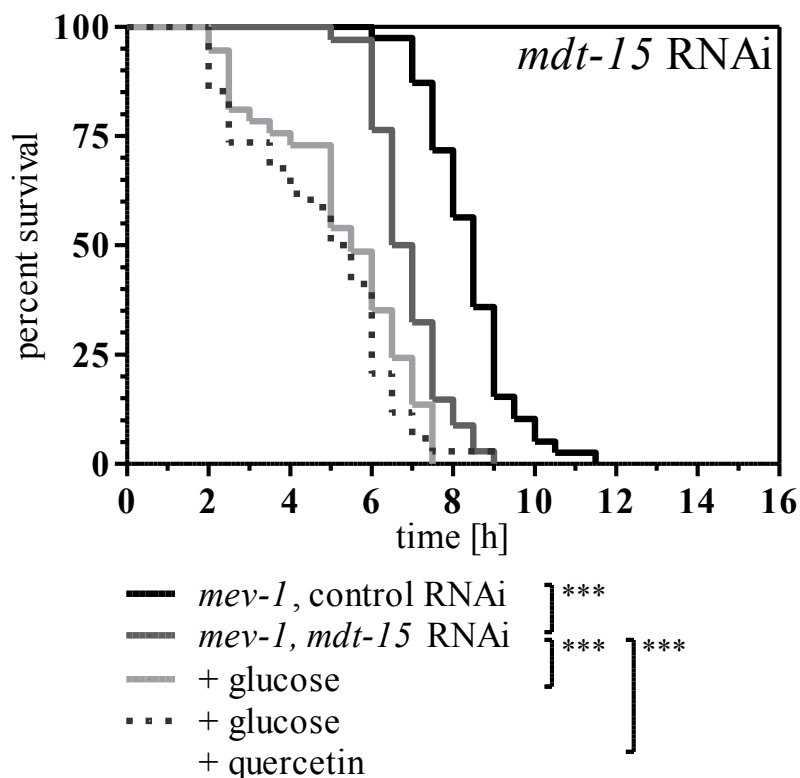 mdt-15 RNAi
100
75
50
25
0
percent survival
0 2 4 6 8 10 12 14 16
time [h]
mev-1, control RNAi ***
mev-1, mdt-15 RNAi *** ***
+ glucose
+ glucose
+ quercetin